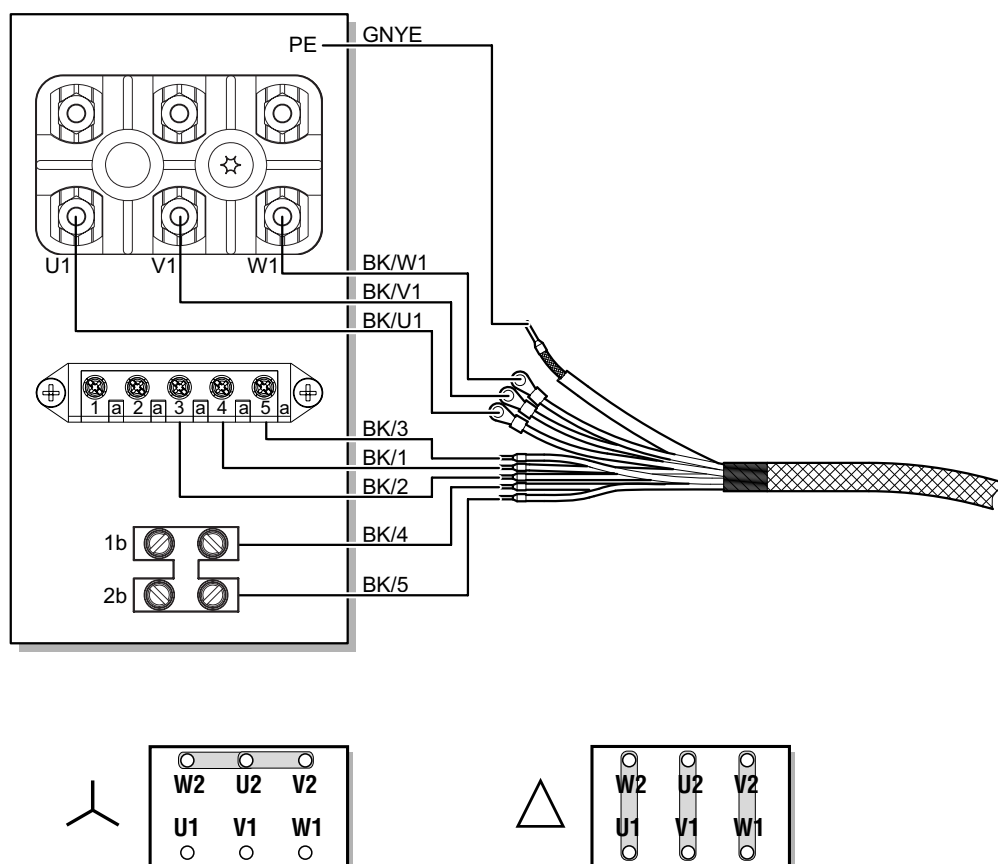 PE GNYE
U1 V1 W1
BK/W1
BK/V1
BK/U1
1 a 2 a 3 a 4 a 5 a
BK/3
BK/1
BK/2
1b BK/4
2b BK/5
W2 U2 V2 W2 U2 V2
U1 V1 W1 U1 V1 W1